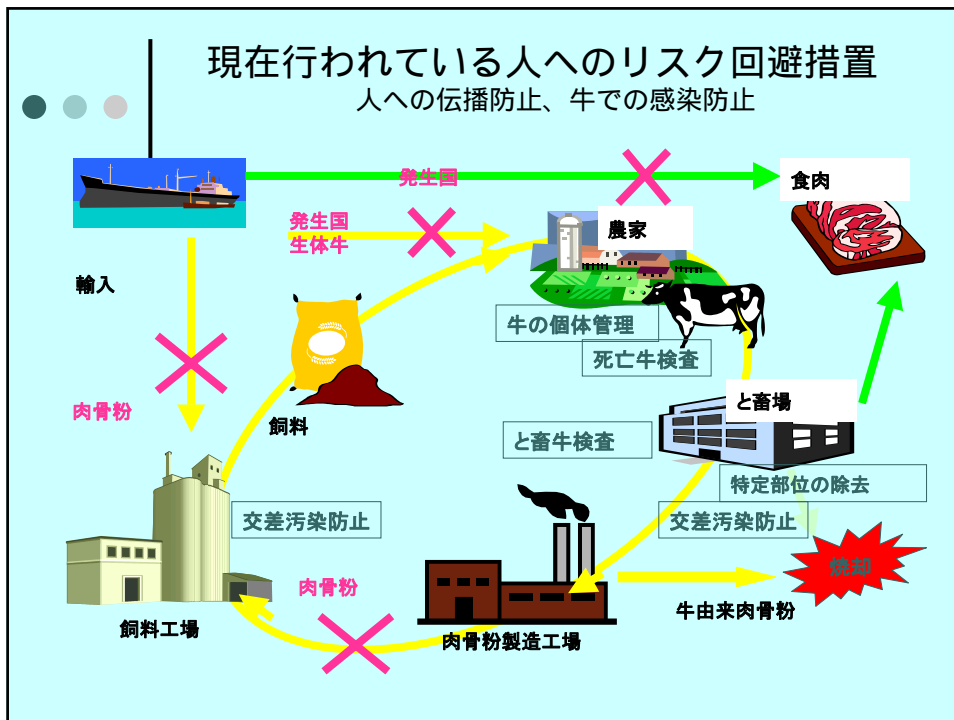 現在行われている人へのリスク回避措置
人への伝播防止、牛での感染防止
発生国
食肉
発生国
生体牛
農家
輸入
牛の個体管理
死亡牛検査
肉骨粉
飼料
と畜場
と畜牛検査
特定部位の除去
交差汚染防止
交差汚染防止
焼却
肉骨粉
牛由来肉骨粉
飼料工場
肉骨粉製造工場